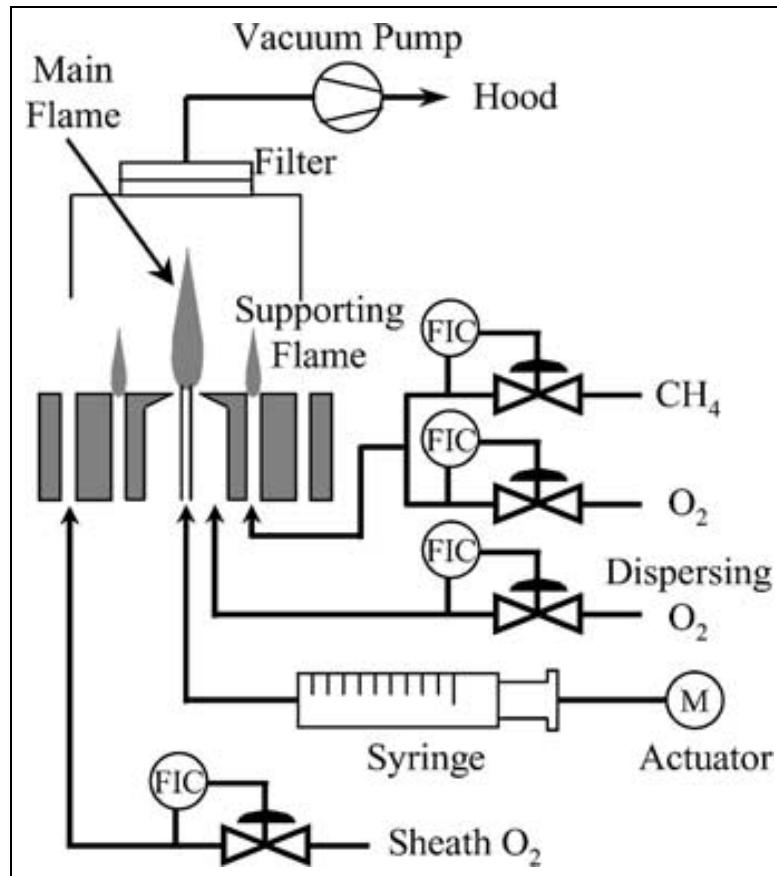 Vacuum Pump
Main
Flame
Hood
Filter
Supporting
Flame
FIC
CH₄
FIC
O₂
FIC
Dispersing
O₂
M
Syringe
Actuator
FIC
Sheath O₂